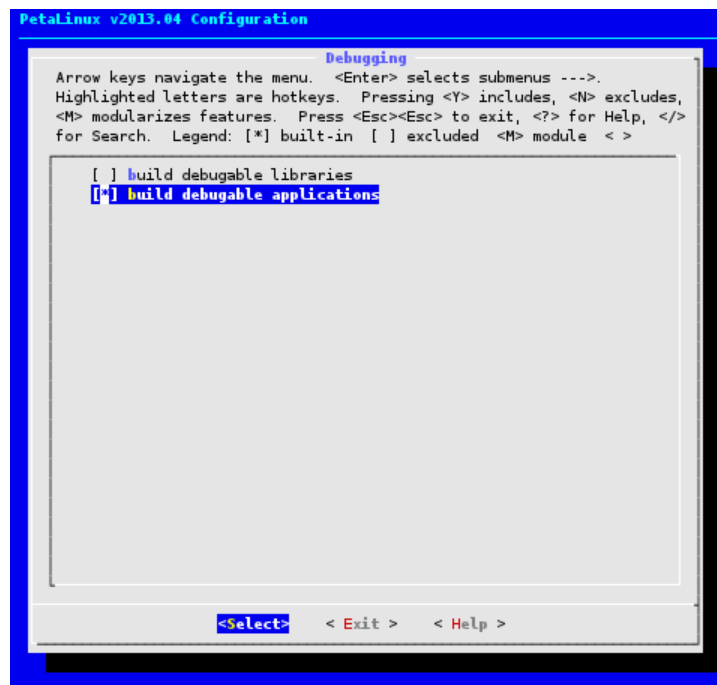 PetaLinux v2013.04 Configuration
Debugging
Arrow keys navigate the menu.  <Enter> selects submenus --->.
Highlighted letters are hotkeys.  Pressing <Y> includes, <N> excludes,
<M> modularizes features.  Press <Esc><Esc> to exit, <?> for Help, </>
for Search.  Legend: [*] built-in  [ ] excluded  <M> module  < >
[ ] build debugable libraries
[*] build debugable applications
<Select>    < Exit >    < Help >